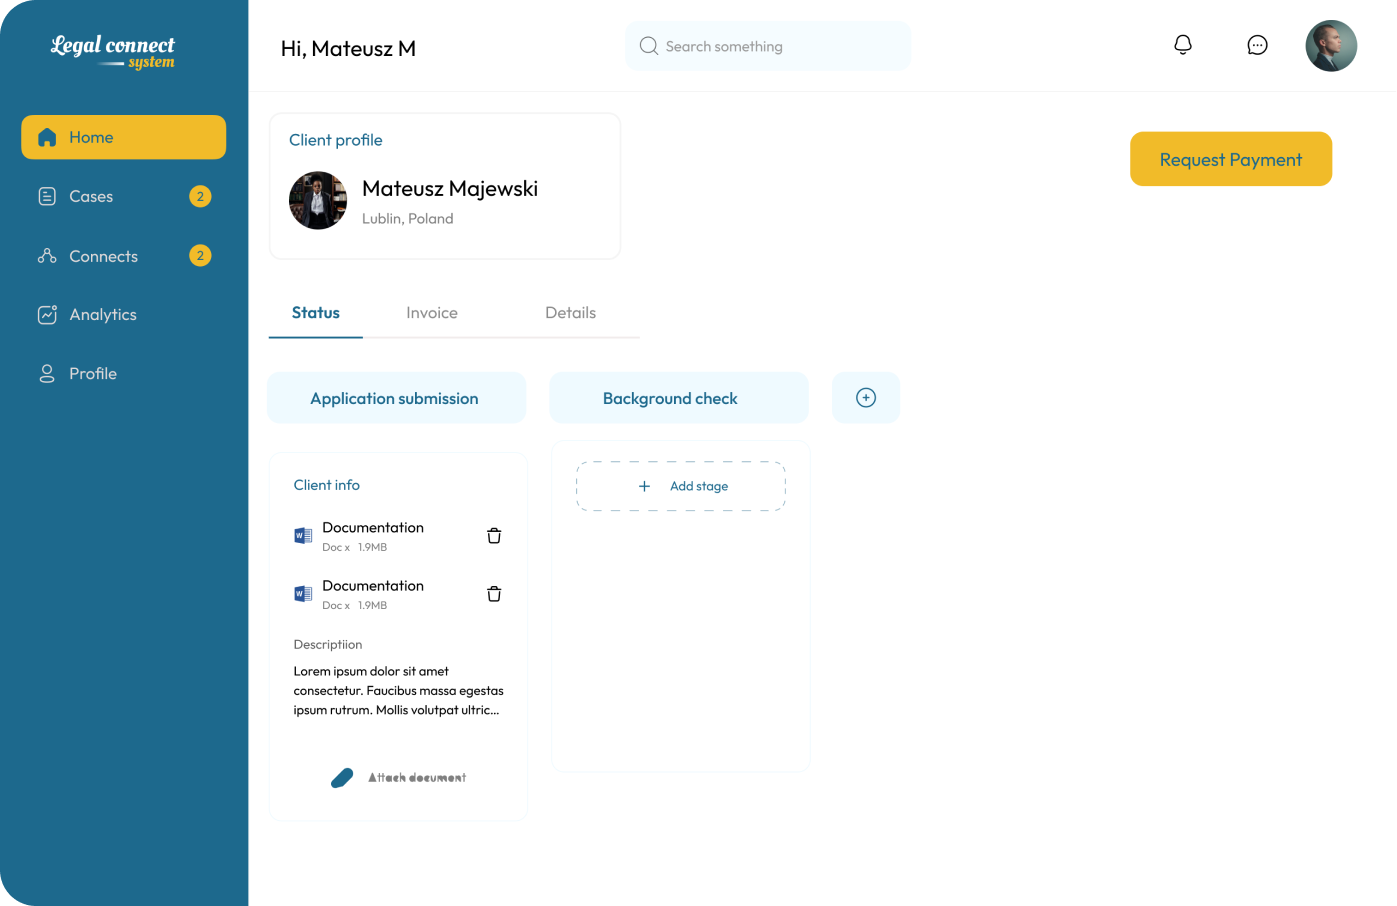 Legal connect
system
Hi, Mateusz M
Search something
Home
Cases 2
Connects 2
Analytics
Profile
Client profile
Mateusz Majewski
Lublin, Poland
Request Payment
Status Invoice Details
Application submission
Background check
Client info
Documentation
Doc x 1.9MB
Documentation
Doc x 1.9MB
Descriptiion
Lorem ipsum dolor sit amet
consectetur. Faucibus massa egestas
ipsum rutrum. Mollis volutpat ultric...
Attach document
Add stage